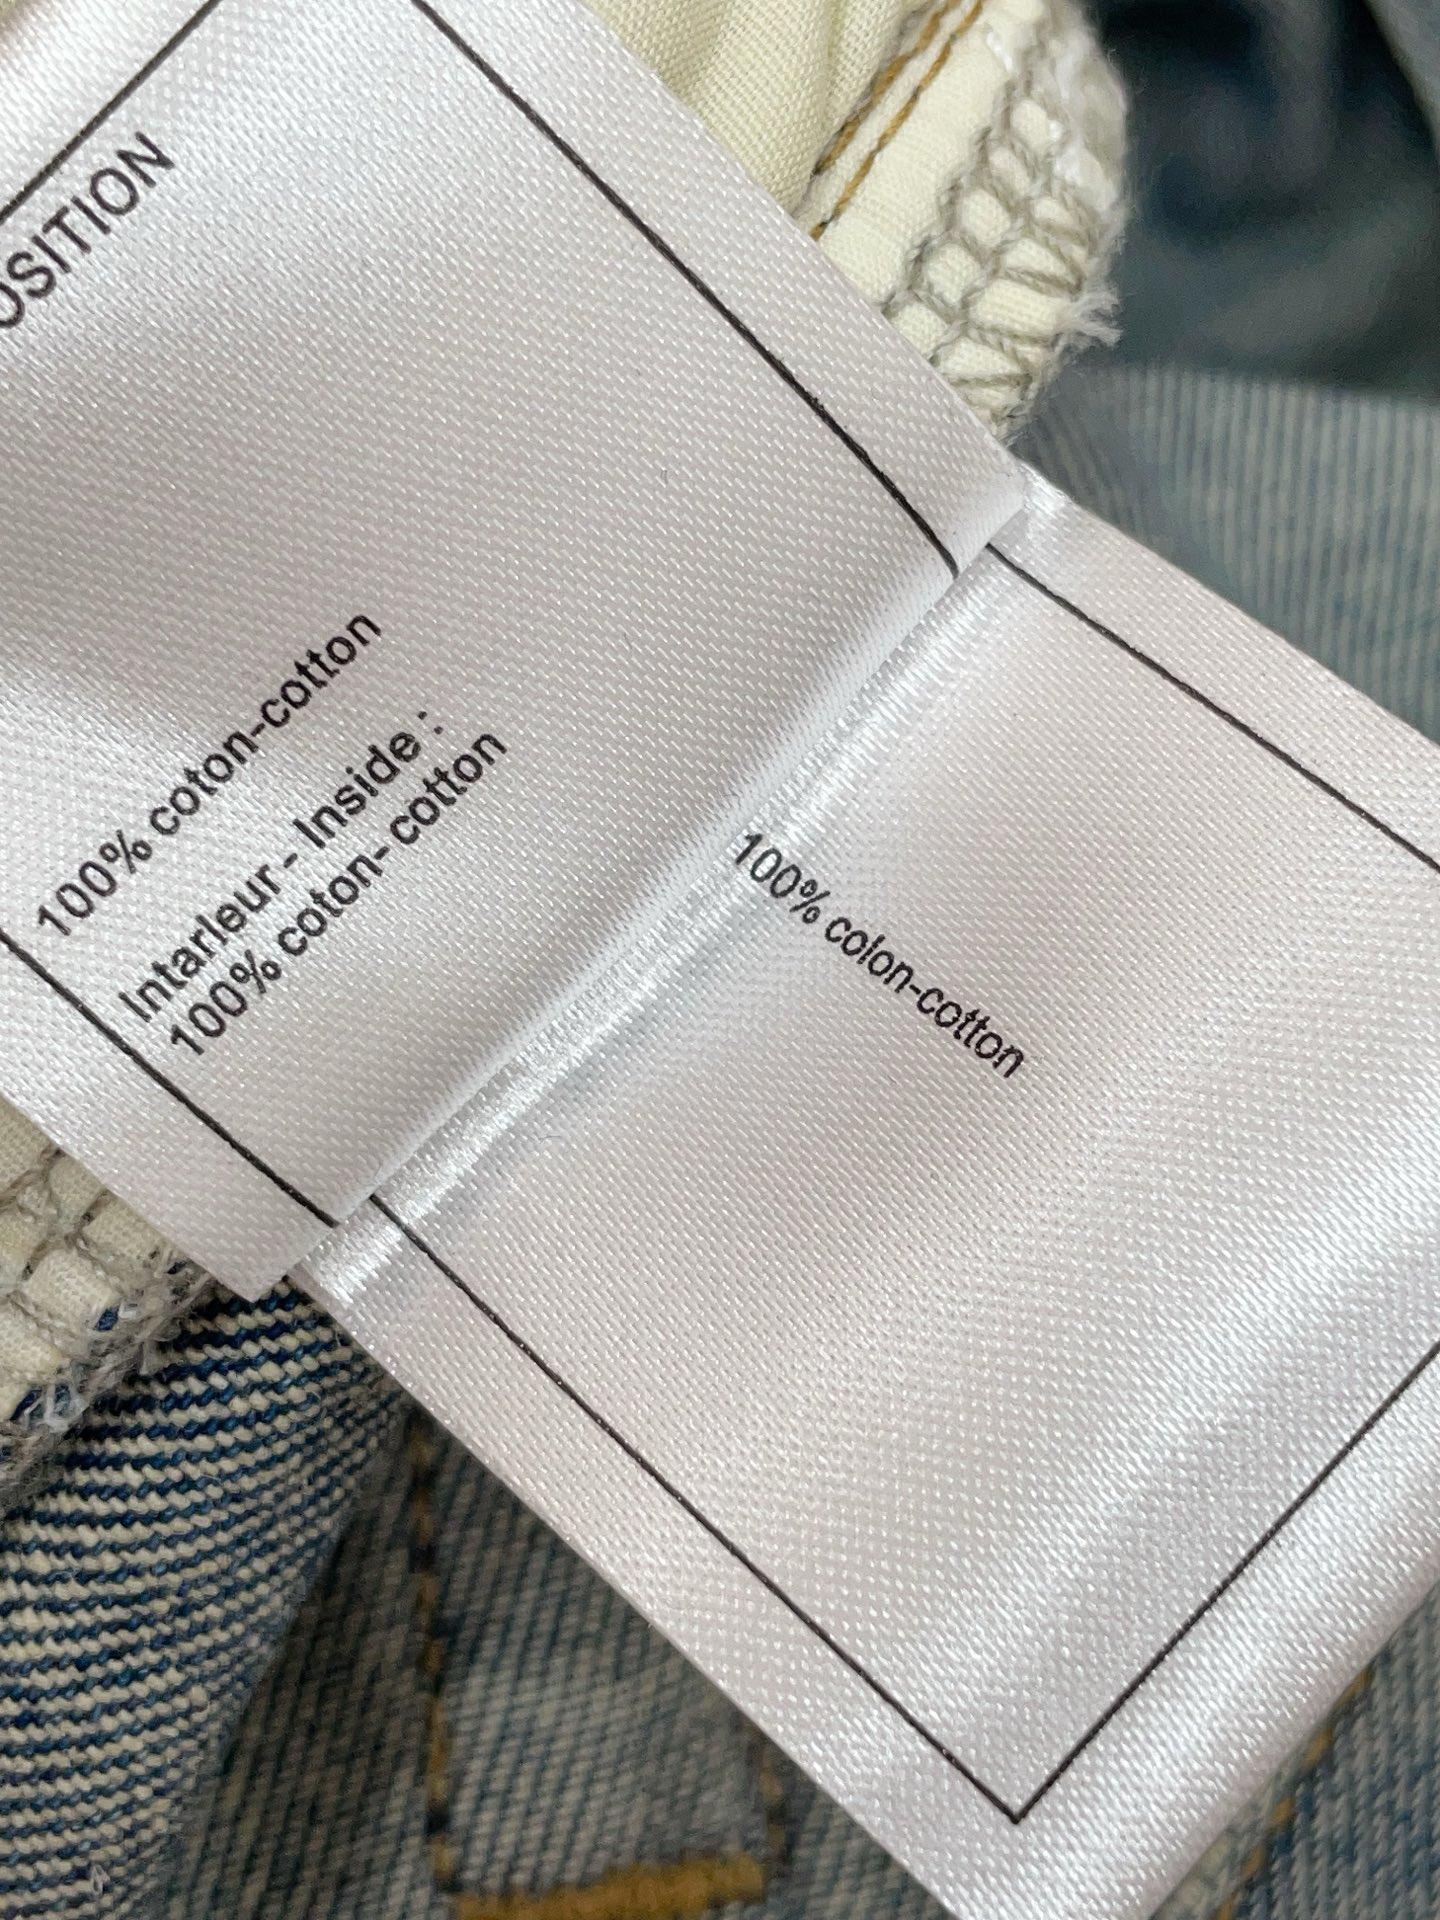 OSITION
100% coton-cotton
Intarleur - Inside :
100% coton- cotton
100% colon-cotton